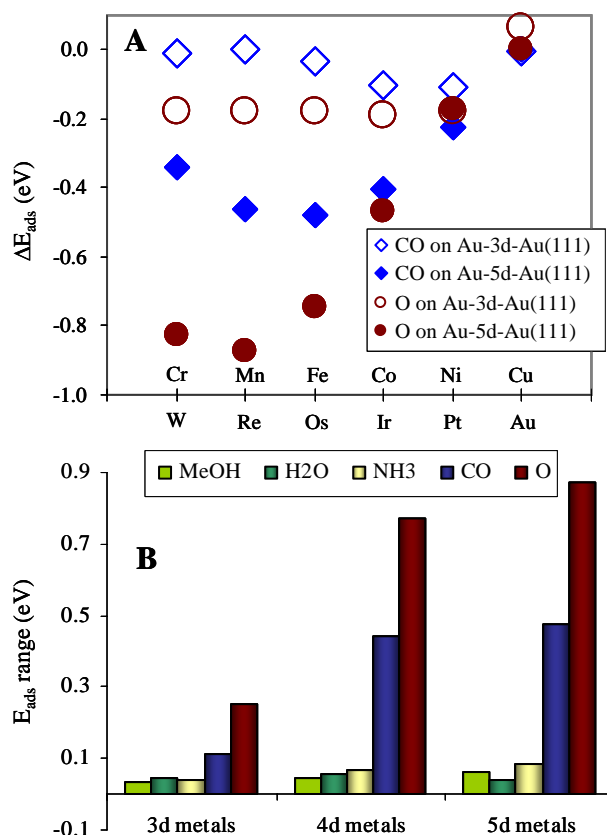 A
0.0
-0.2
-0.4
-0.6
-0.8
-1.0
ΔEads (eV)
CO on Au-3d-Au(111)
CO on Au-5d-Au(111)
O on Au-3d-Au(111)
O on Au-5d-Au(111)
Cr Mn Fe Co Ni Cu
W Re Os Ir Pt Au
MeOH H2O NH3 CO O
B
0.9
0.7
0.5
0.3
0.1
-0.1
Eads range (eV)
3d metals 4d metals 5d metals